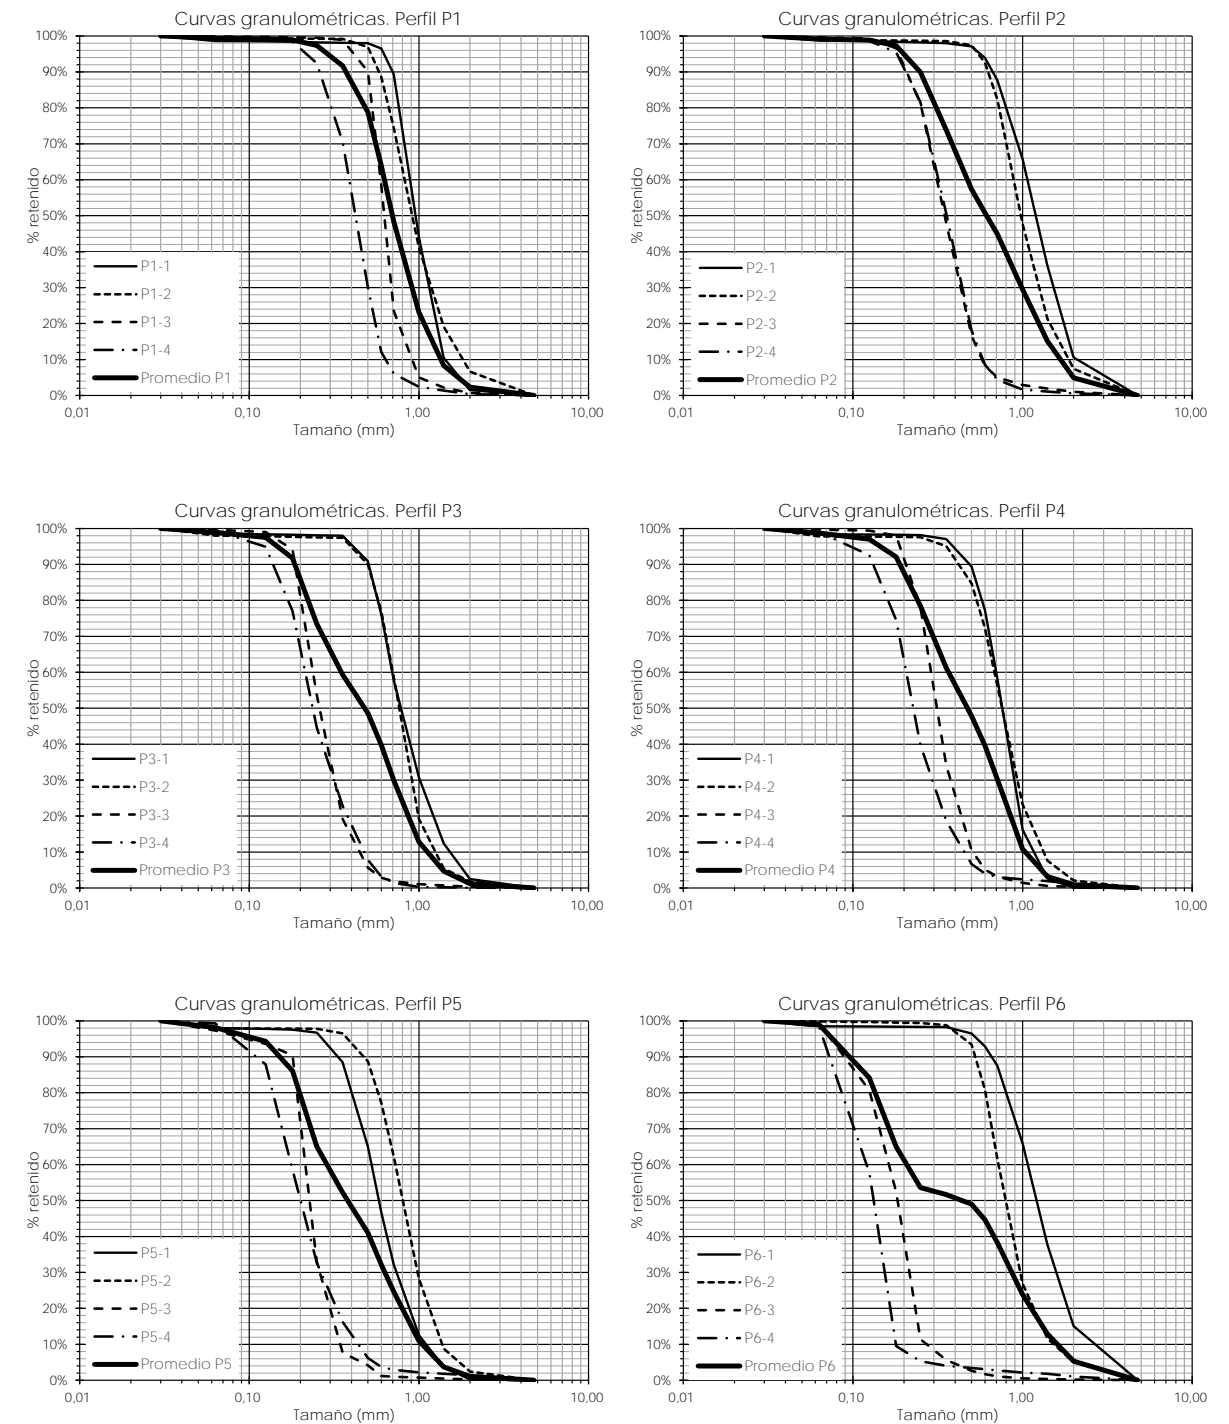 Curvas granulométricas. Perfil P1
100%
90%
80%
70%
60%
50%
40%
30%
20%
10%
0%
% retenido
P1-1
P1-2
P1-3
P1-4
Promedio P1
0,01
0,10
1,00
10,00
Tamaño (mm)
Curvas granulométricas. Perfil P2
100%
90%
80%
70%
60%
50%
40%
30%
20%
10%
0%
% retenido
P2-1
P2-2
P2-3
P2-4
Promedio P2
0,01
0,10
1,00
10,00
Tamaño (mm)
Curvas granulométricas. Perfil P3
100%
90%
80%
70%
60%
50%
40%
30%
20%
10%
0%
% retenido
P3-1
P3-2
P3-3
P3-4
Promedio P3
0,01
0,10
1,00
10,00
Tamaño (mm)
Curvas granulométricas. Perfil P4
100%
90%
80%
70%
60%
50%
40%
30%
20%
10%
0%
% retenido
P4-1
P4-2
P4-3
P4-4
Promedio P4
0,01
0,10
1,00
10,00
Tamaño (mm)
Curvas granulométricas. Perfil P5
100%
90%
80%
70%
60%
50%
40%
30%
20%
10%
0%
% retenido
P5-1
P5-2
P5-3
P5-4
Promedio P5
0,01
0,10
1,00
10,00
Tamaño (mm)
Curvas granulométricas. Perfil P6
100%
90%
80%
70%
60%
50%
40%
30%
20%
10%
0%
% retenido
P6-1
P6-2
P6-3
P6-4
Promedio P6
0,01
0,10
1,00
10,00
Tamaño (mm)